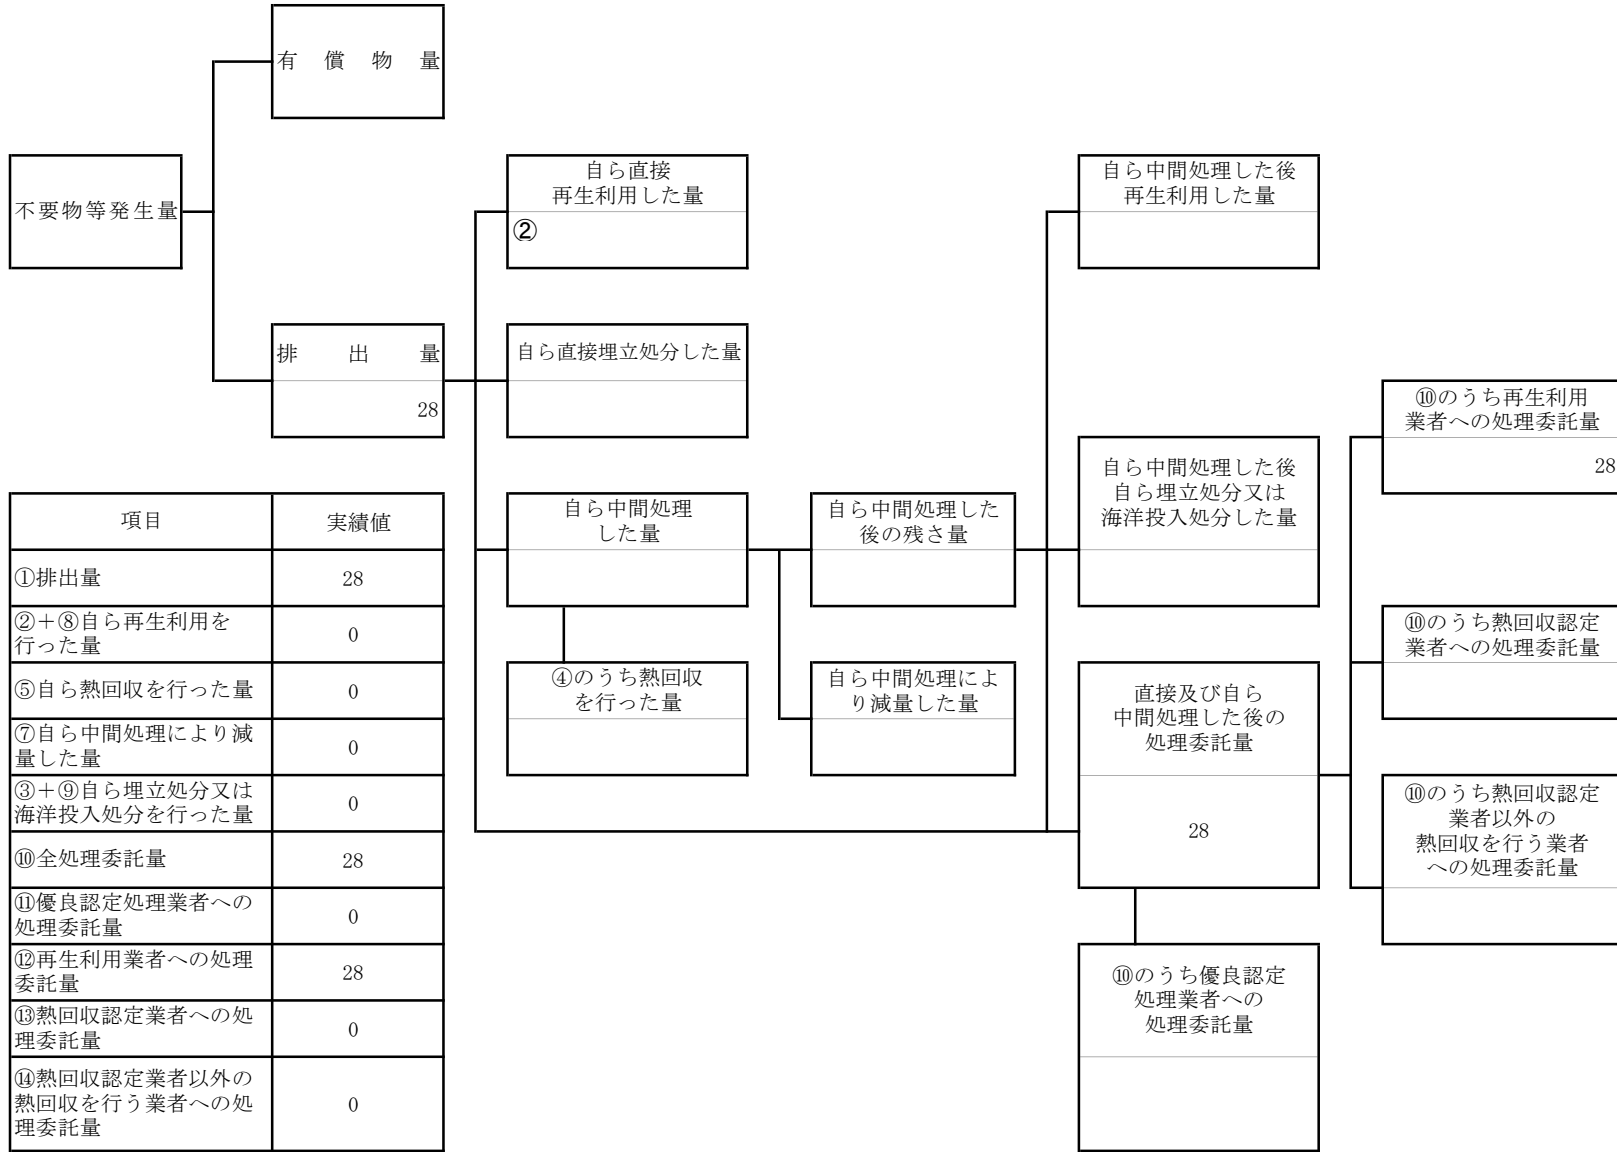 有償物量
不要物等発生量
自ら直接
再生利用した量
②
自ら中間処理した後
再生利用した量
排出量
28
自ら直接埋立処分した量
⑩のうち再生利用
業者への処理委託量
28
自ら中間処理した後
自ら埋立処分又は
海洋投入処分した量
自ら中間処理
した量
自ら中間処理した
後の残さ量
④のうち熱回収
を行った量
自ら中間処理によ
り減量した量
直接及び自ら
中間処理した後の
処理委託量
28
⑩のうち熱回収認定
業者への処理委託量
⑩のうち熱回収認定
業者以外の
熱回収を行う業者
への処理委託量
⑩のうち優良認定
処理業者への
処理委託量
項目 実績値
①排出量 28
②+⑧自ら再生利用を
行った量 0
⑤自ら熱回収を行った量 0
⑦自ら中間処理により減
量した量 0
③+⑨自ら埋立処分又は
海洋投入処分を行った量 0
⑩全処理委託量 28
⑪優良認定処理業者への
処理委託量 0
⑫再生利用業者への処理
委託量 28
⑬熱回収認定業者への処
理委託量 0
⑭熱回収認定業者以外の
熱回収を行う業者への処
理委託量 0